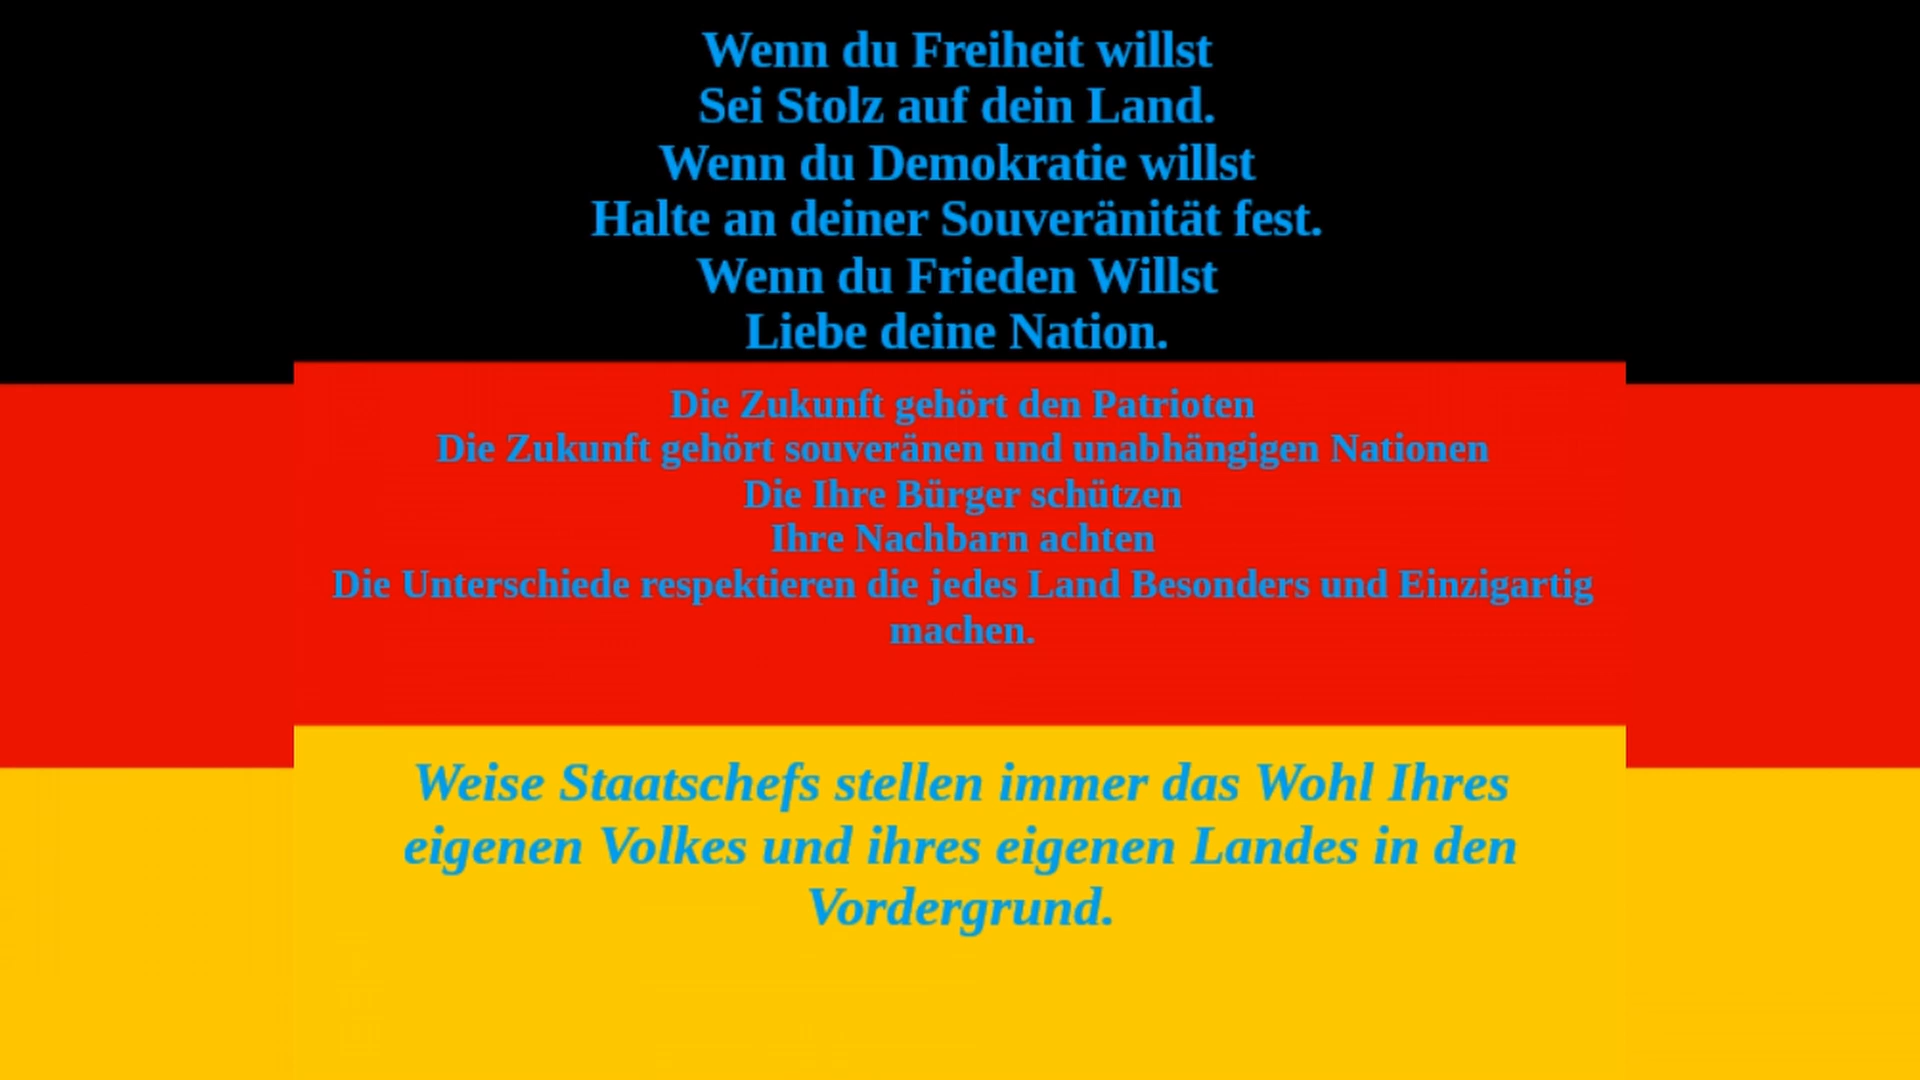 Wenn du Freiheit willst
Sei Stolz auf dein Land.
Wenn du Demokratie willst
Halte an deiner Souveränität fest.
Wenn du Frieden Willst
Liebe deine Nation.
Die Zukunft gehört den Patrioten
Die Zukunft gehört souveränen und unabhängigen Nationen
Die Ihre Bürger schützen
Ihre Nachbarn achten
Die Unterschiede respektieren die jedes Land Besonders und Einzigartig
machen.
Weise Staatschefs stellen immer das Wohl Ihres
eigenen Volkes und ihres eigenen Landes in den
Vordergrund.